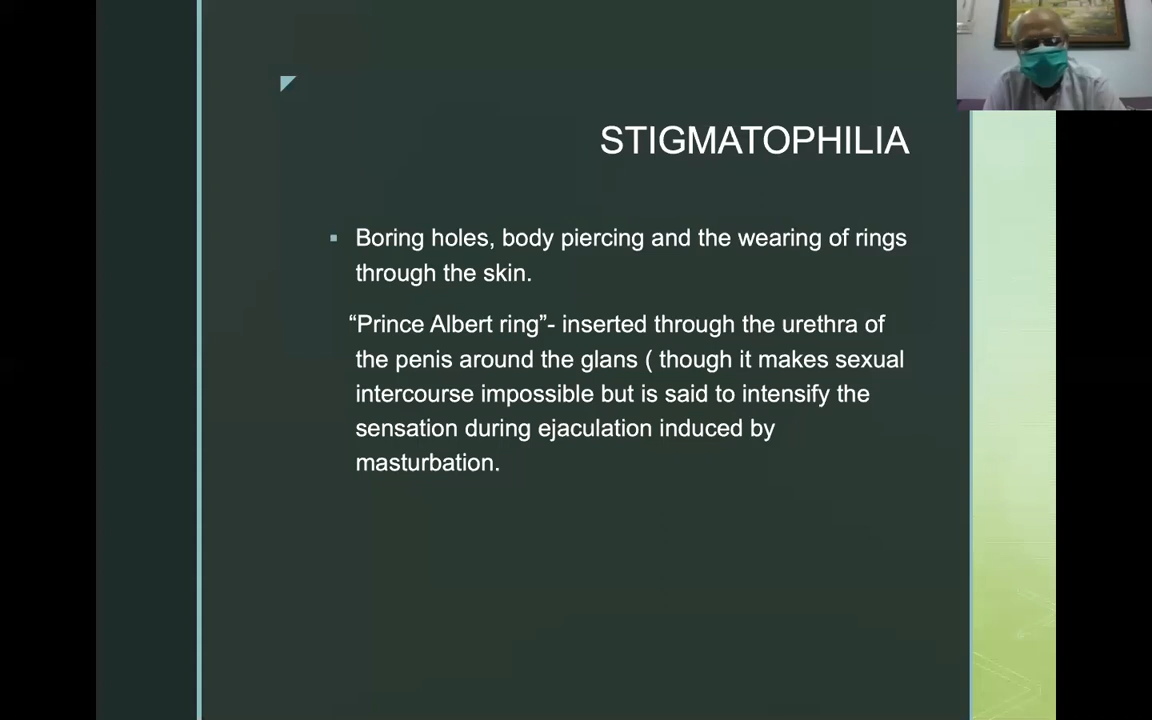 STIGMATOPHILIA
▪ Boring holes, body piercing and the wearing of rings
through the skin.
“Prince Albert ring”- inserted through the urethra of
the penis around the glans ( though it makes sexual
intercourse impossible but is said to intensify the
sensation during ejaculation induced by
masturbation.